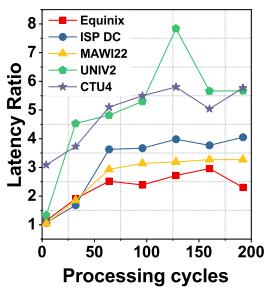 8
7
6
5
4
3
2
1
Latency Ratio
Equinix
ISP DC
MAWI22
UNIV2
CTU4
0 50 100 150 200
Processing cycles